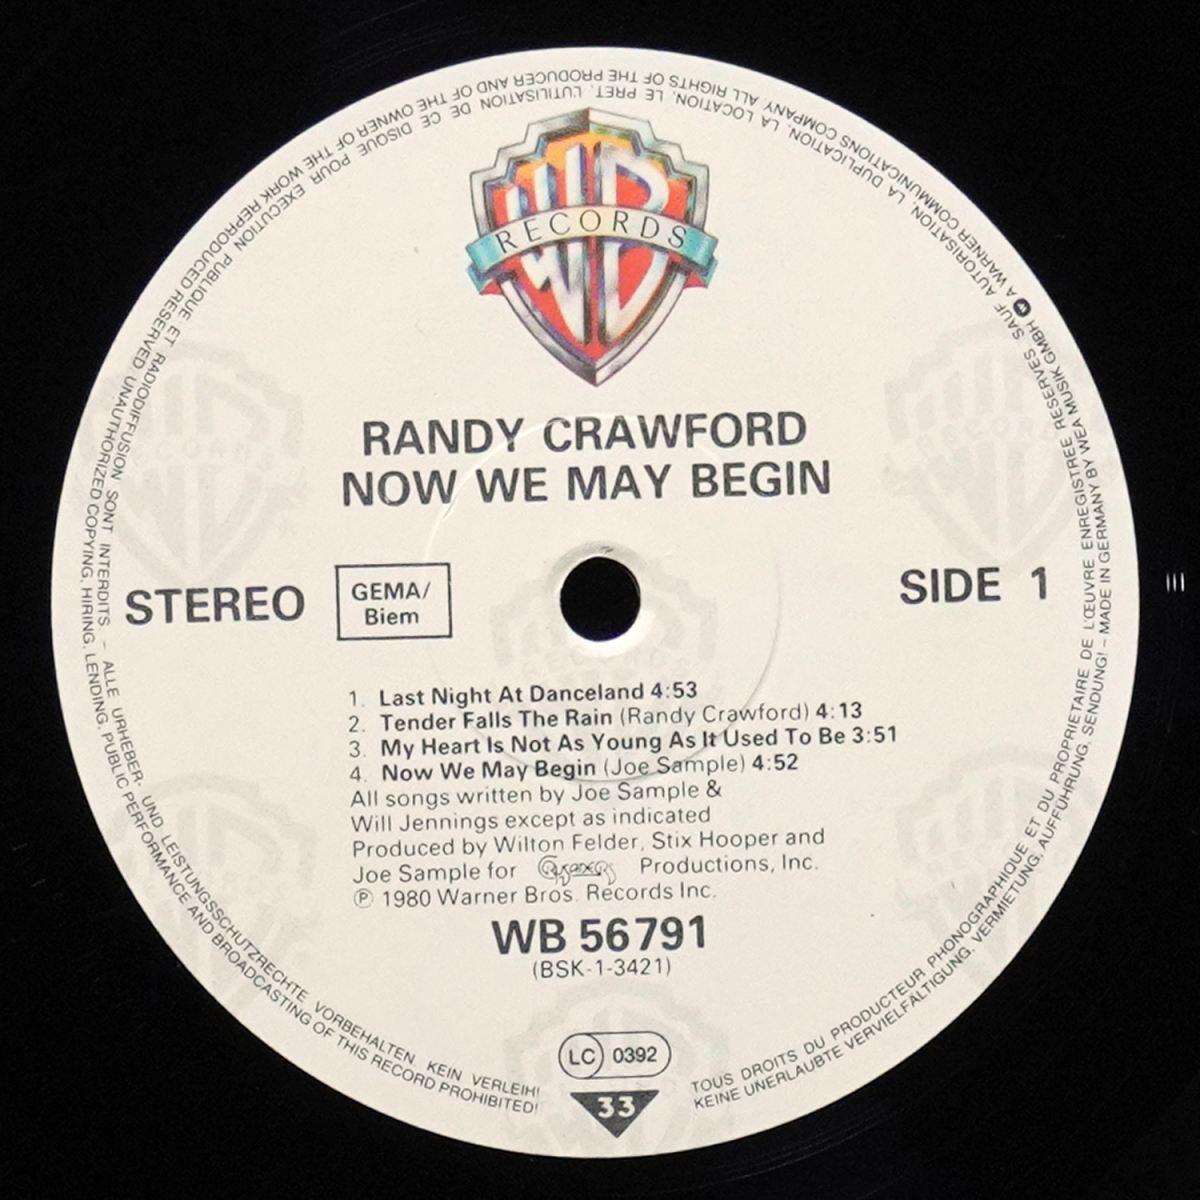 WB
RECORDS
RANDY CRAWFORD
NOW WE MAY BEGIN
STEREO
GEMA/
Biem
SIDE 1
1. Last Night At Danceland 4:53
2. Tender Falls The Rain (Randy Crawford) 4:13
3. My Heart Is Not As Young As It Used To Be 3:51
4. Now We May Begin (Joe Sample) 4:52
All songs written by Joe Sample &
Will Jennings except as indicated
Produced by Wilton Felder, Stix Hooper and
Joe Sample for Crusaders Productions, Inc.
℗ 1980 Warner Bros. Records Inc.
WB 56791
(BSK-1-3421)
LC 0392
33
TOUS DROITS DU PRODUCTEUR PHONOGRAPHIQUE ET DU PROPRIETAIRE DE L'ŒUVRE ENREGISTREE RESERVES SAUF AUTORISATION, LA DUPLICATION, LA LOCATION, LE PRET, L'UTILISATION DE CE DISQUE POUR EXECUTION PUBLIQUE ET RADIODIFFUSION SONT INTERDITS. – ALLE URHEBER- UND LEISTUNGSSCHUTZRECHTE VORBEHALTEN. KEIN VERLEIH!
KEINE UNERLAUBTE VERVIELFÄLTIGUNG, VERMIETUNG, AUFFÜHRUNG, SENDUNG! – MADE IN GERMANY BY WEA MUSIK GMBH W A WARNER COMMUNICATIONS COMPANY ALL RIGHTS OF THE PRODUCER AND OF THE OWNER OF THE WORK REPRODUCED RESERVED UNAUTHORIZED COPYING, HIRING, LENDING, PUBLIC PERFORMANCE AND BROADCASTING OF THIS RECORD PROHIBITED!